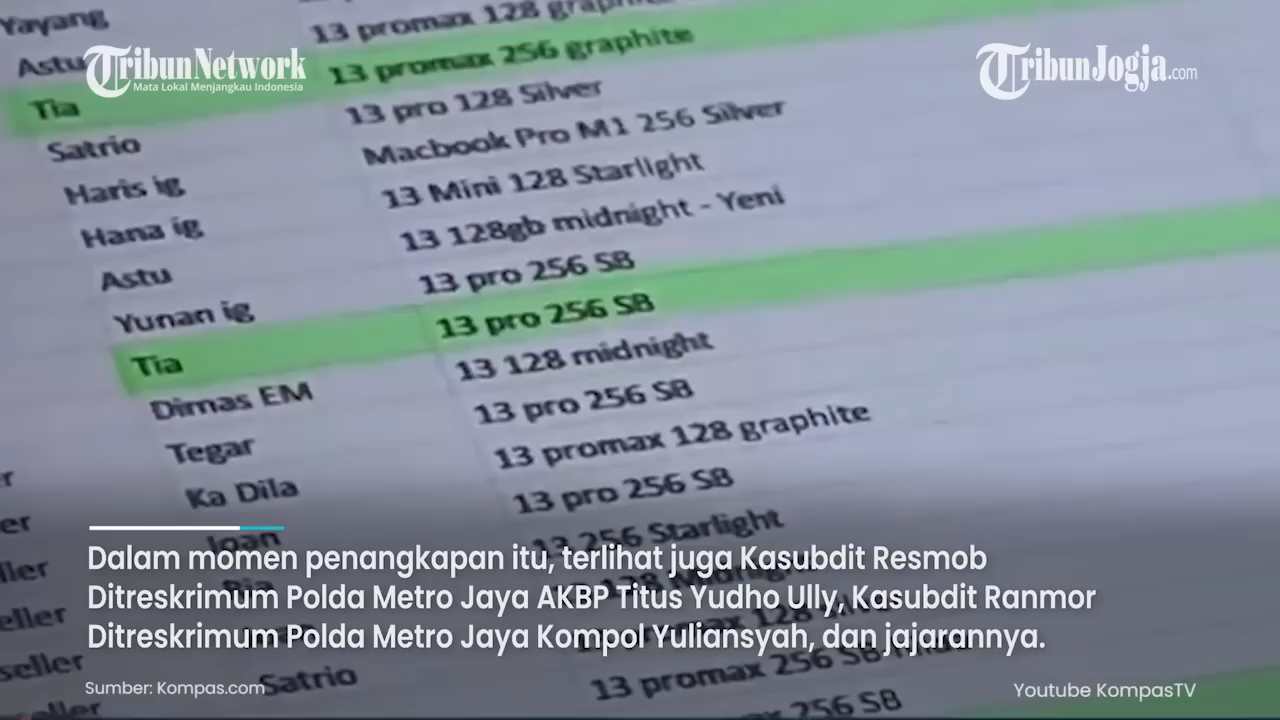 Yayang
13 promax 128 graphite
Astu
13 promax 256 graphite
TribunNetwork
Mata Lokal Menjangkau Indonesia
TribunJogja.com
Tia
13 pro 128 Silver
Satrio
Macbook Pro M1 256 Silver
Haris ig
13 Mini 128 Starlight
Hana ig
13 128gb midnight - Yeni
Astu
13 pro 256 SB
Yunan ig
13 pro 256 SB
Tia
13 128 midnight
Dimas EM
13 pro 256 SB
Tegar
13 promax 128 graphite
Ka Dila
13 pro 256 SB
Joan
13 256 Starlight
Dalam momen penangkapan itu, terlihat juga Kasubdit Resmob
Ditreskrimum Polda Metro Jaya AKBP Titus Yudho Ully, Kasubdit Ranmor
Ditreskrimum Polda Metro Jaya Kompol Yuliansyah, dan jajarannya.
seller
Satrio
13 promax 256 SB
256 SB
Sumber: Kompas.com
Youtube KompasTV